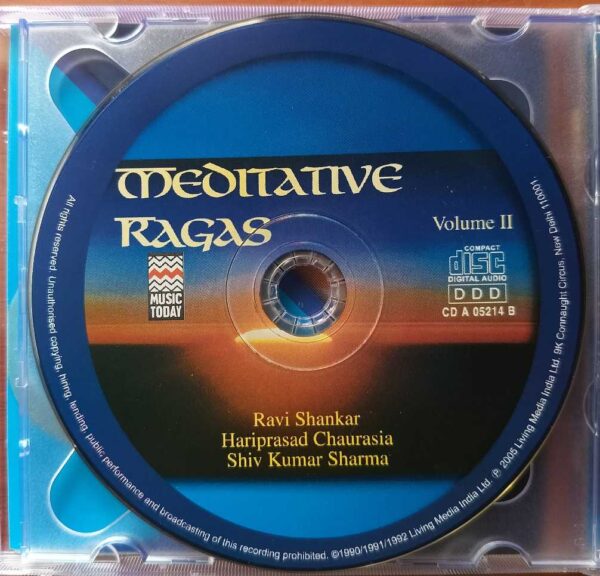 MEDITATIVE
RAGAS
Volume II
MUSIC
TODAY
COMPACT
disc
DIGITAL AUDIO
DDD
CD A 05214 B
Ravi Shankar
Hariprasad Chaurasia
Shiv Kumar Sharma
All rights reserved. Unauthorised copying, hiring, lending, public performance and broadcasting of this recording prohibited. ©1990/1991/1992 Living Media India Ltd. ℗ 2005 Living Media India Ltd. 9K Connaught Circus, New Delhi 110001.